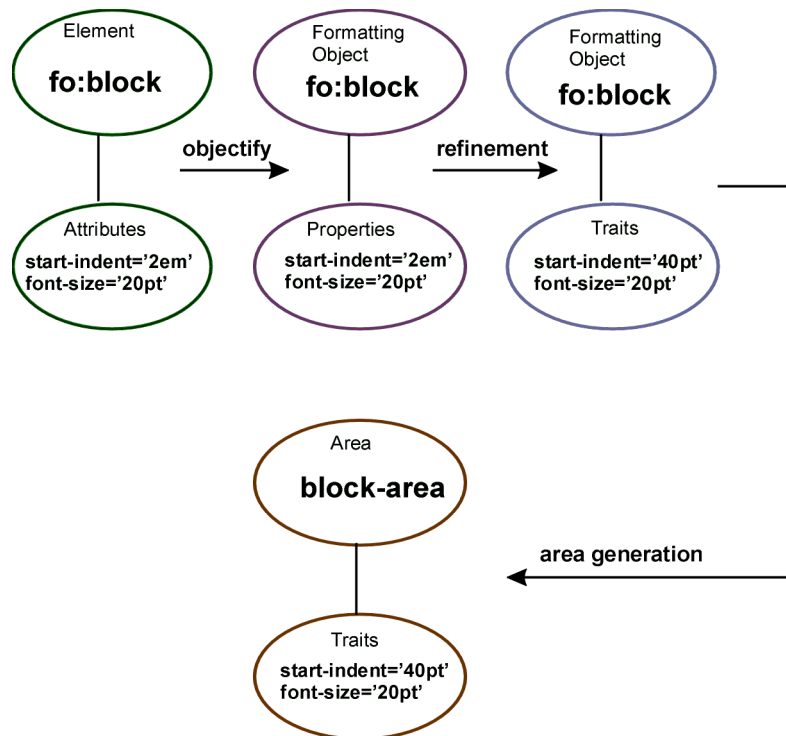 Element
fo:block
Attributes
start-indent=’2em’
font-size=’20pt’
objectify
Formatting
Object
fo:block
Properties
start-indent=’2em’
font-size=’20pt’
refinement
Formatting
Object
fo:block
Traits
start-indent=’40pt’
font-size=’20pt’
area generation
Area
block-area
Traits
start-indent=’40pt’
font-size=’20pt’